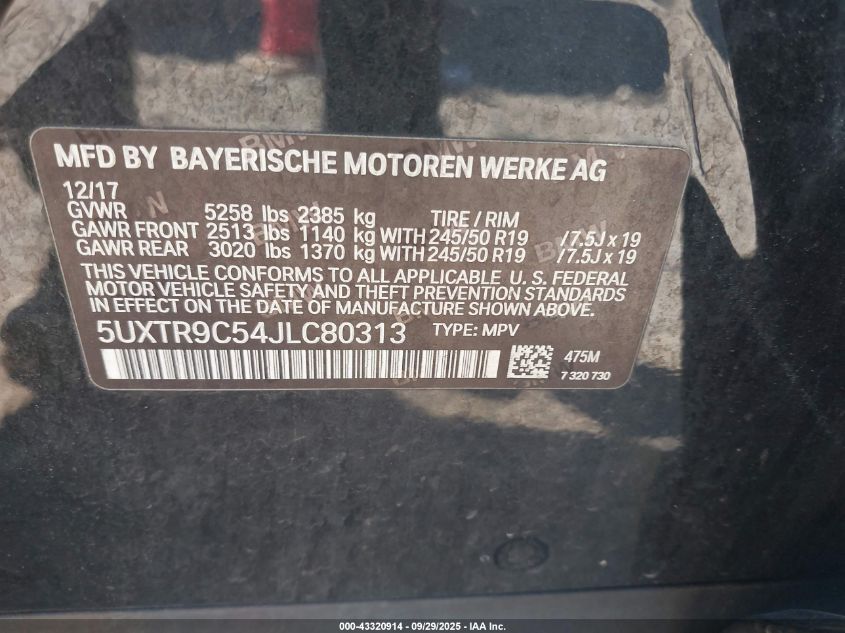 MFD BY BAYERISCHE MOTOREN WERKE AG
12/17
GVWR 5258 lbs 2385 kg TIRE / RIM
GAWR FRONT 2513 lbs 1140 kg WITH 245/50 R19 / 7.5J x 19
GAWR REAR 3020 lbs 1370 kg WITH 245/50 R19 / 7.5J x 19
THIS VEHICLE CONFORMS TO ALL APPLICABLE U. S. FEDERAL
MOTOR VEHICLE SAFETY AND THEFT PREVENTION STANDARDS
IN EFFECT ON THE DATE OF MANUFACTURE SHOWN ABOVE.
5UXTR9C54JLC80313 TYPE: MPV
475M
7 320 730
000-43320914 - 09/29/2025 - IAA Inc.